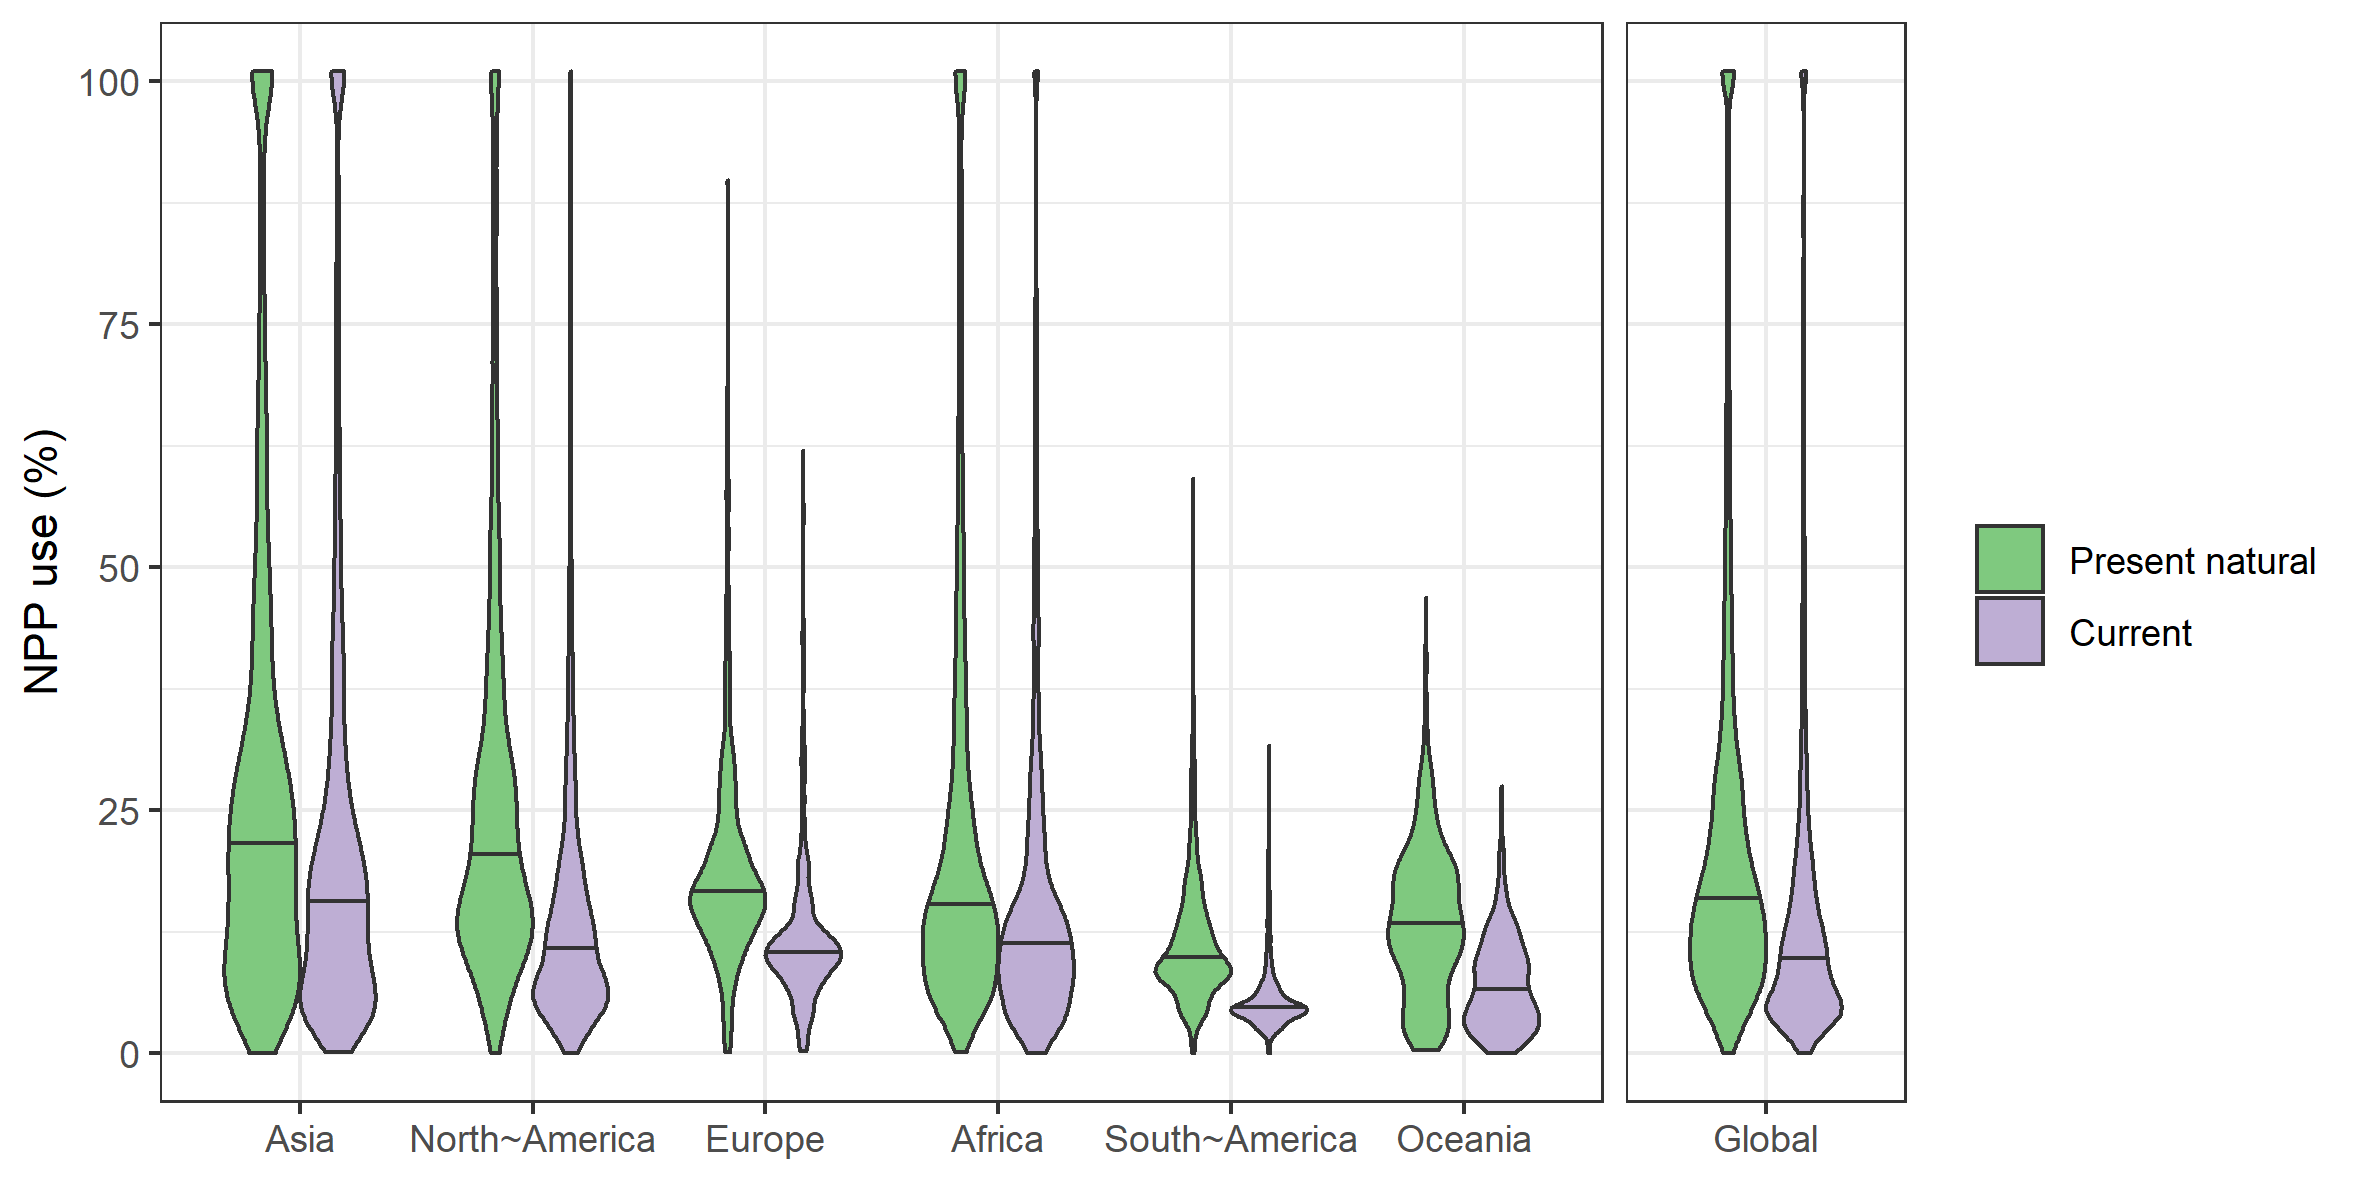 NPP use (%)
100
75
50
25
0
Asia
North~America
Europe
Africa
South~America
Oceania
Global
Present natural
Current